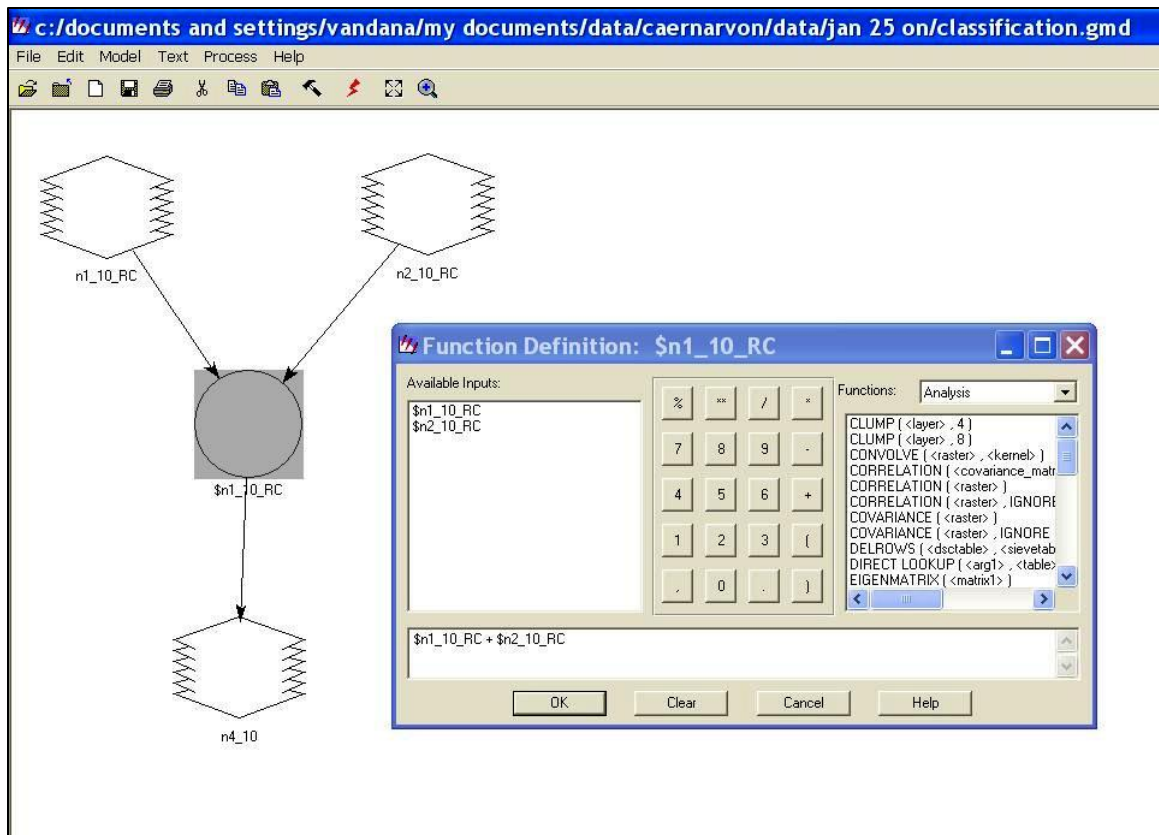 c:/documents and settings/vandana/my documents/data/caernarvon/data/jan 25 on/classification.gmd
File Edit Model Text Process Help
n1_10_RC
n2_10_RC
$n1_10_RC
n4_10
Function Definition: $n1_10_RC
Available Inputs:
$n1_10_RC
$n2_10_RC
% ** / *
7 8 9 -
4 5 6 +
1 2 3 (
, 0 . )
Functions: Analysis
CLUMP ( <layer> , 4 )
CLUMP ( <layer> , 8 )
CONVOLVE ( <raster> , <kernel> )
CORRELATION ( <covariance_matr
CORRELATION ( <raster> )
CORRELATION ( <raster> , IGNORE
COVARIANCE ( <raster> )
COVARIANCE ( <raster> , IGNORE
DELROWS ( <dsctable> , <sievetab
DIRECT LOOKUP ( <arg1> , <table>
EIGENMATRIX ( <matrix1> )
$n1_10_RC + $n2_10_RC
OK Clear Cancel Help